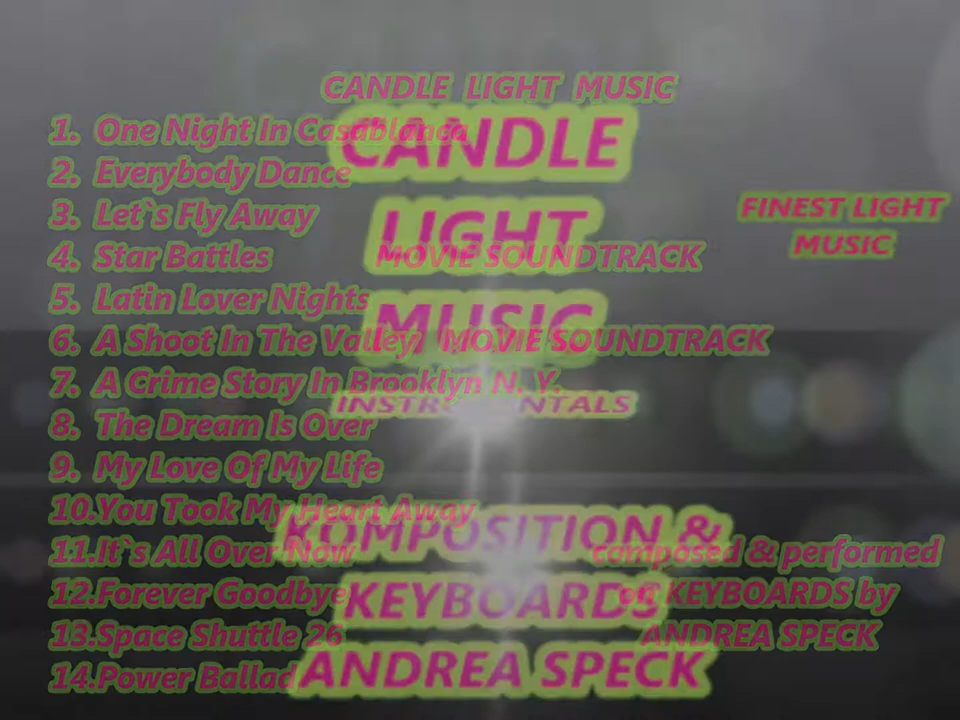 CANDLE LIGHT MUSIC
1. One Night In Casablanca
2. Everybody Dance
3. Let`s Fly Away
4. Star Battles MOVIE SOUNDTRACK
5. Latin Lover Nights
6. A Shoot In The Valley/ MOVIE SOUNDTRACK
7. A Crime Story In Brooklyn N. Y.
8. The Dream Is Over
9. My Love Of My Life
10.You Took My Heart Away
11.It`s All Over Now
12.Forever Goodbye
13.Space Shuttle 26
14.Power Ballad
composed & performed
on KEYBOARDS by
ANDREA SPECK
CANDLE
LIGHT
MUSIC
INSTRUMENTALS
KOMPOSITION &
KEYBOARDS
ANDREA SPECK
FINEST LIGHT
MUSIC